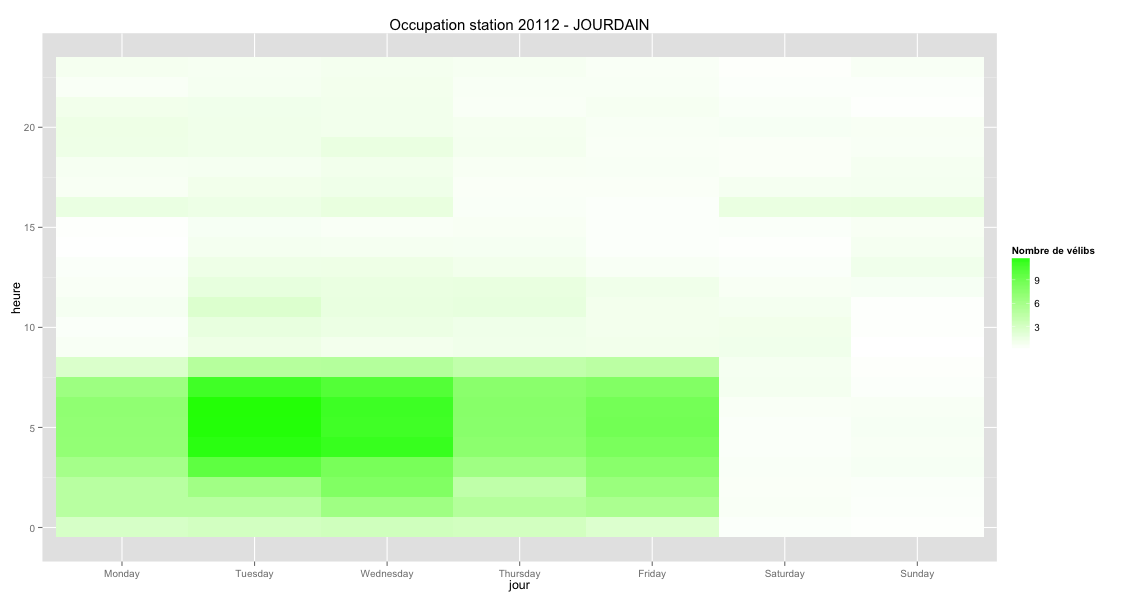 Occupation station 20112 - JOURDAIN
heure
20
15
10
5
0
Monday Tuesday Wednesday Thursday Friday Saturday Sunday
jour
Nombre de vélibs
9
6
3